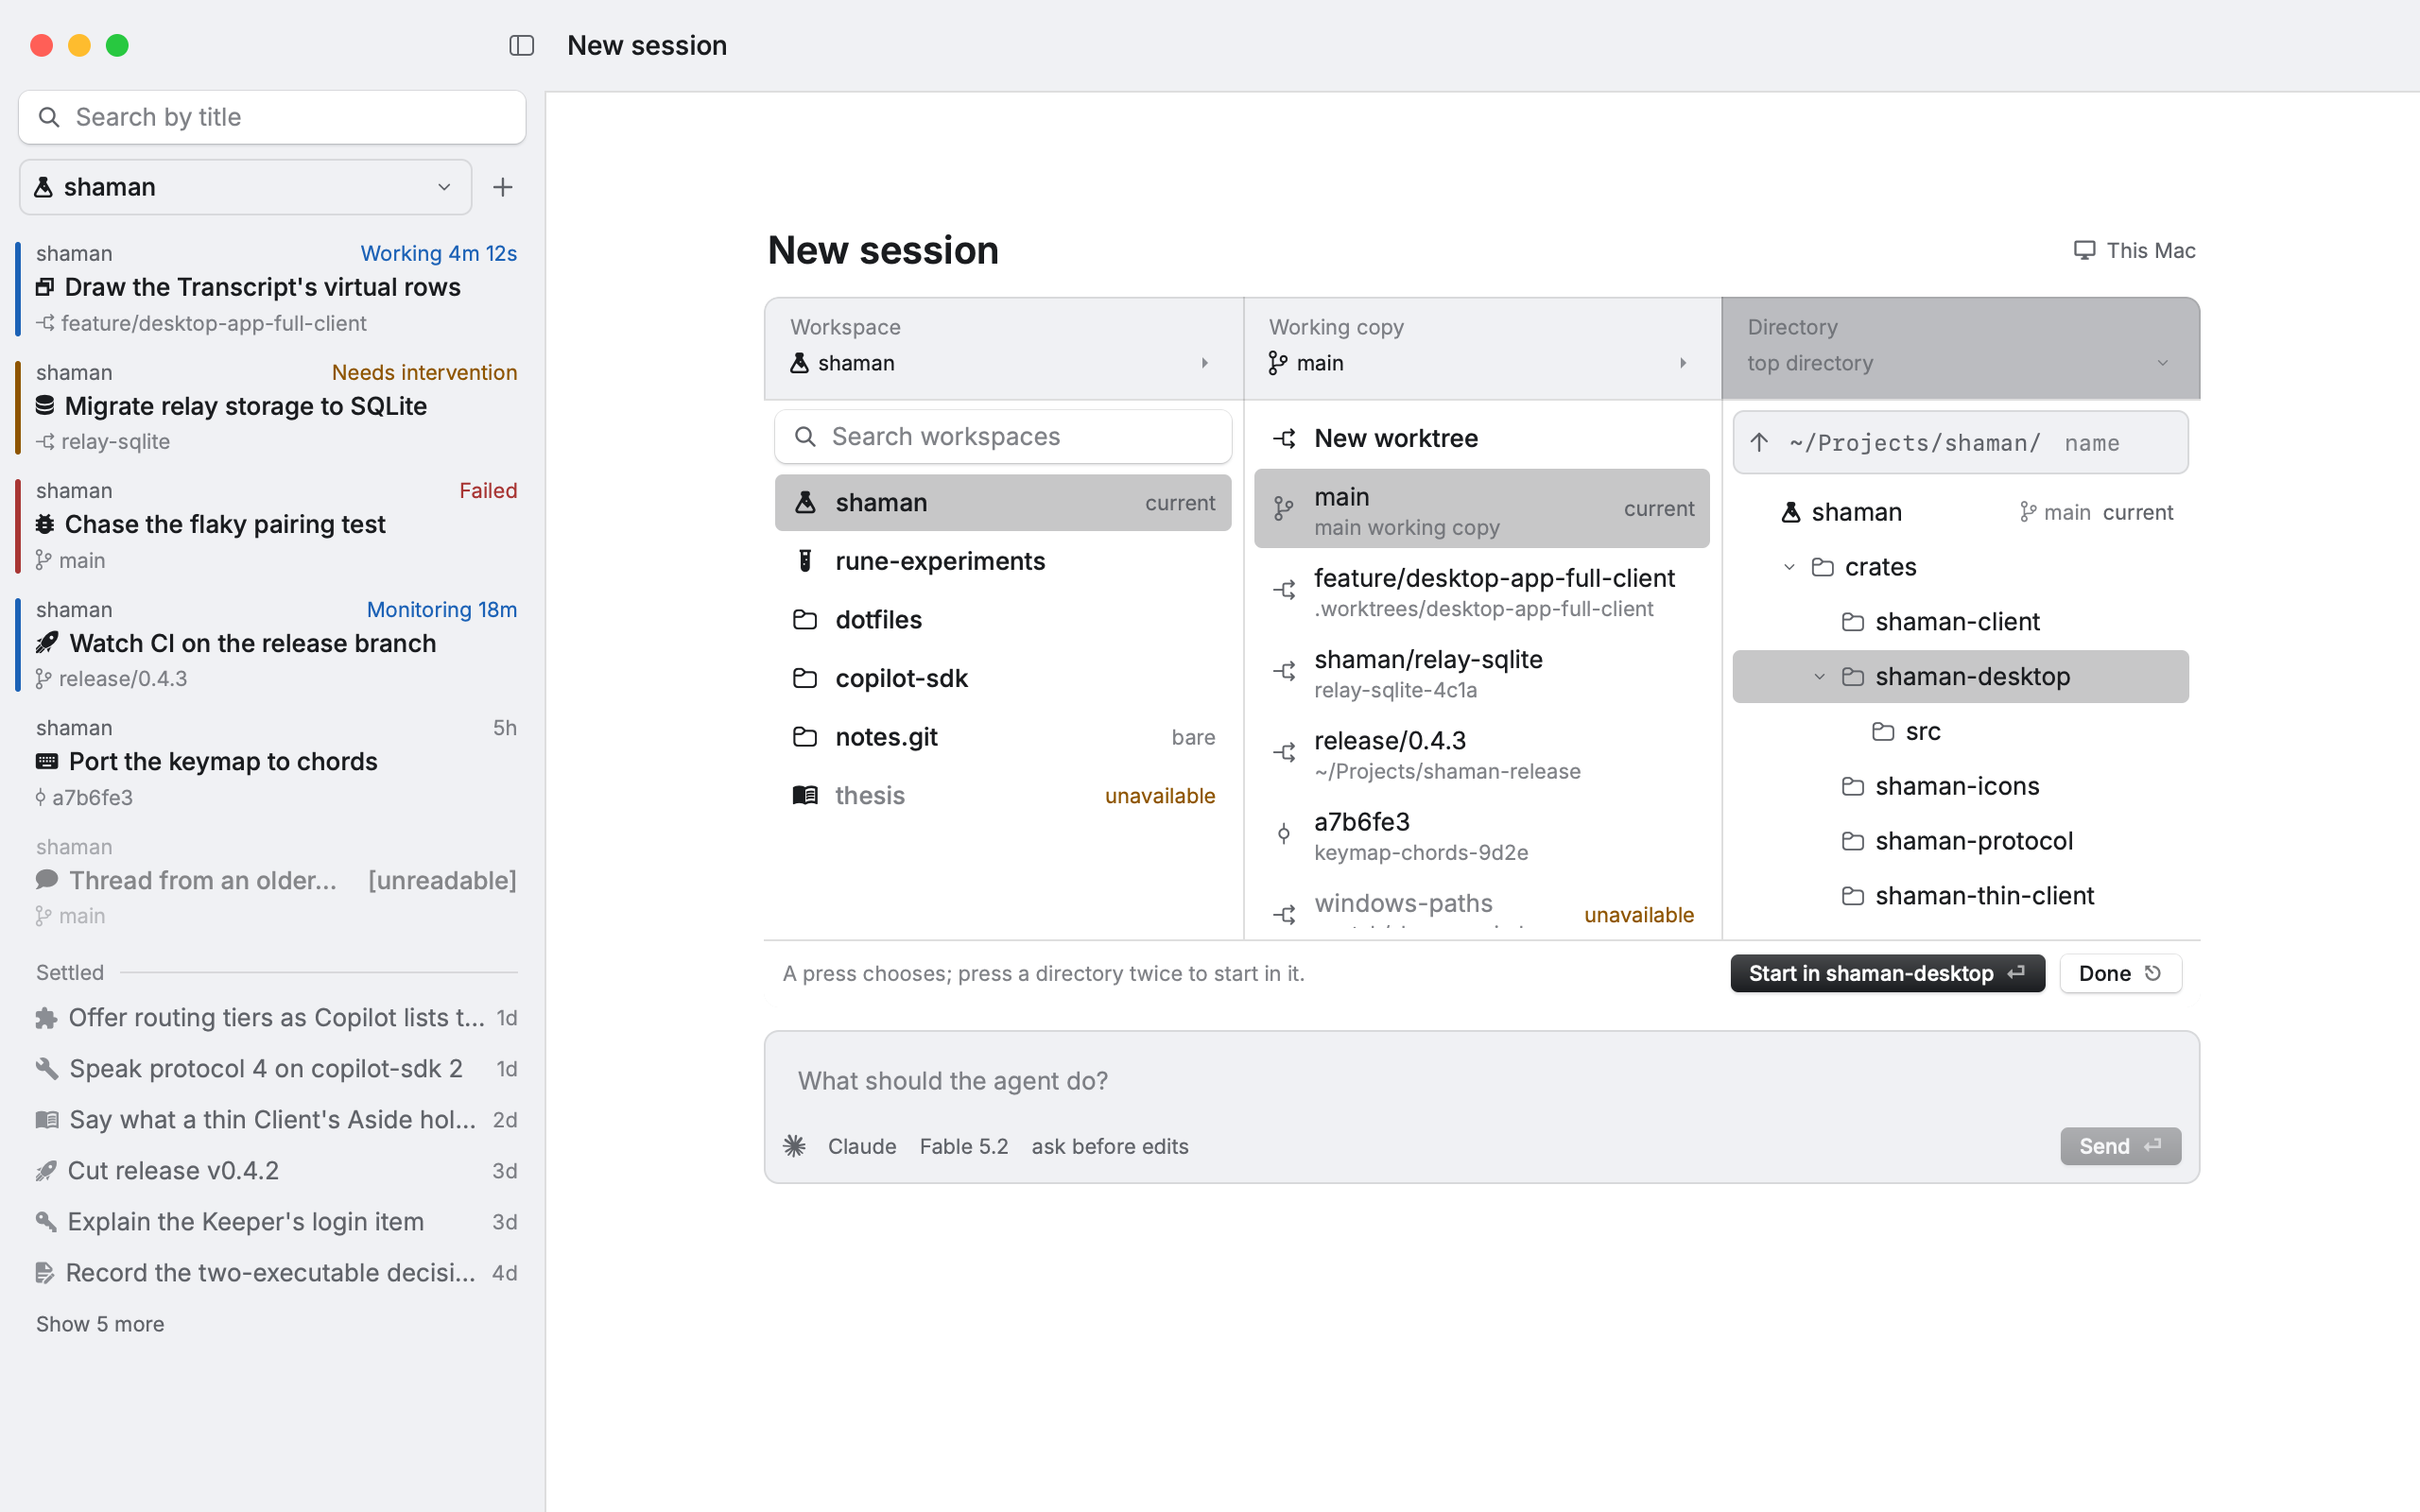 New session
Search by title
shaman
shaman Working 4m 12s
Draw the Transcript's virtual rows
feature/desktop-app-full-client
shaman Needs intervention
Migrate relay storage to SQLite
relay-sqlite
shaman Failed
Chase the flaky pairing test
main
shaman Monitoring 18m
Watch CI on the release branch
release/0.4.3
shaman 5h
Port the keymap to chords
a7b6fe3
shaman
Thread from an older... [unreadable]
main
Settled
Offer routing tiers as Copilot lists t... 1d
Speak protocol 4 on copilot-sdk 2 1d
Say what a thin Client's Aside hol... 2d
Cut release v0.4.2 3d
Explain the Keeper's login item 3d
Record the two-executable decisi... 4d
Show 5 more
New session
This Mac
Workspace
shaman
Search workspaces
shaman current
rune-experiments
dotfiles
copilot-sdk
notes.git bare
thesis unavailable
Working copy
main
New worktree
main
main working copy
current
feature/desktop-app-full-client
.worktrees/desktop-app-full-client
shaman/relay-sqlite
relay-sqlite-4c1a
release/0.4.3
~/Projects/shaman-release
a7b6fe3
keymap-chords-9d2e
windows-paths
unavailable
Directory
top directory
~/Projects/shaman/ name
shaman main current
crates
shaman-client
shaman-desktop
src
shaman-icons
shaman-protocol
shaman-thin-client
A press chooses; press a directory twice to start in it.
Start in shaman-desktop
Done
What should the agent do?
Claude Fable 5.2 ask before edits
Send